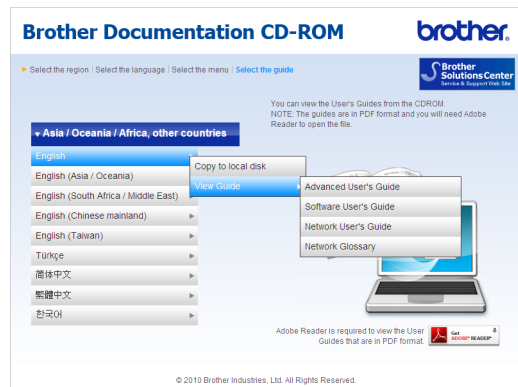 Brother Documentation CD-ROM
brother
Select the region | Select the language | Select the menu | Select the guide
Brother
Solutions Center
Service & Support Web Site
You can view the User's Guides from the CDROM.
NOTE: The guides are in PDF format and you will need Adobe
Reader to open the file.
Asia / Oceania / Africa, other countries
English
Copy to local disk
English (Asia / Oceania)
View Guide
Advanced User's Guide
English (South Africa / Middle East)
Software User's Guide
English (Chinese mainland)
Network User's Guide
English (Taiwan)
Network Glossary
Türkçe
简体中文
繁體中文
한국어
Adobe Reader is required to view the User
Guides that are in PDF format.
Get
ADOBE® READER®
© 2010 Brother Industries, Ltd. All Rights Reserved.